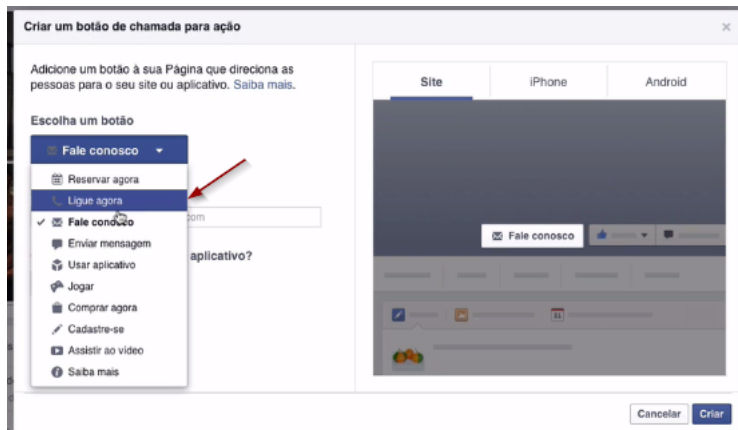 Criar um botão de chamada para ação
Adicione um botão à sua Página que direciona as
pessoas para o seu site ou aplicativo. Saiba mais.
Escolha um botão
Fale conosco
Reservar agora
Ligue agora
Fale conosco
.com
Enviar mensagem
Usar aplicativo
aplicativo?
Jogar
Comprar agora
Cadastre-se
Assistir ao vídeo
Saiba mais
Site
iPhone
Android
Fale conosco
31
Cancelar
Criar